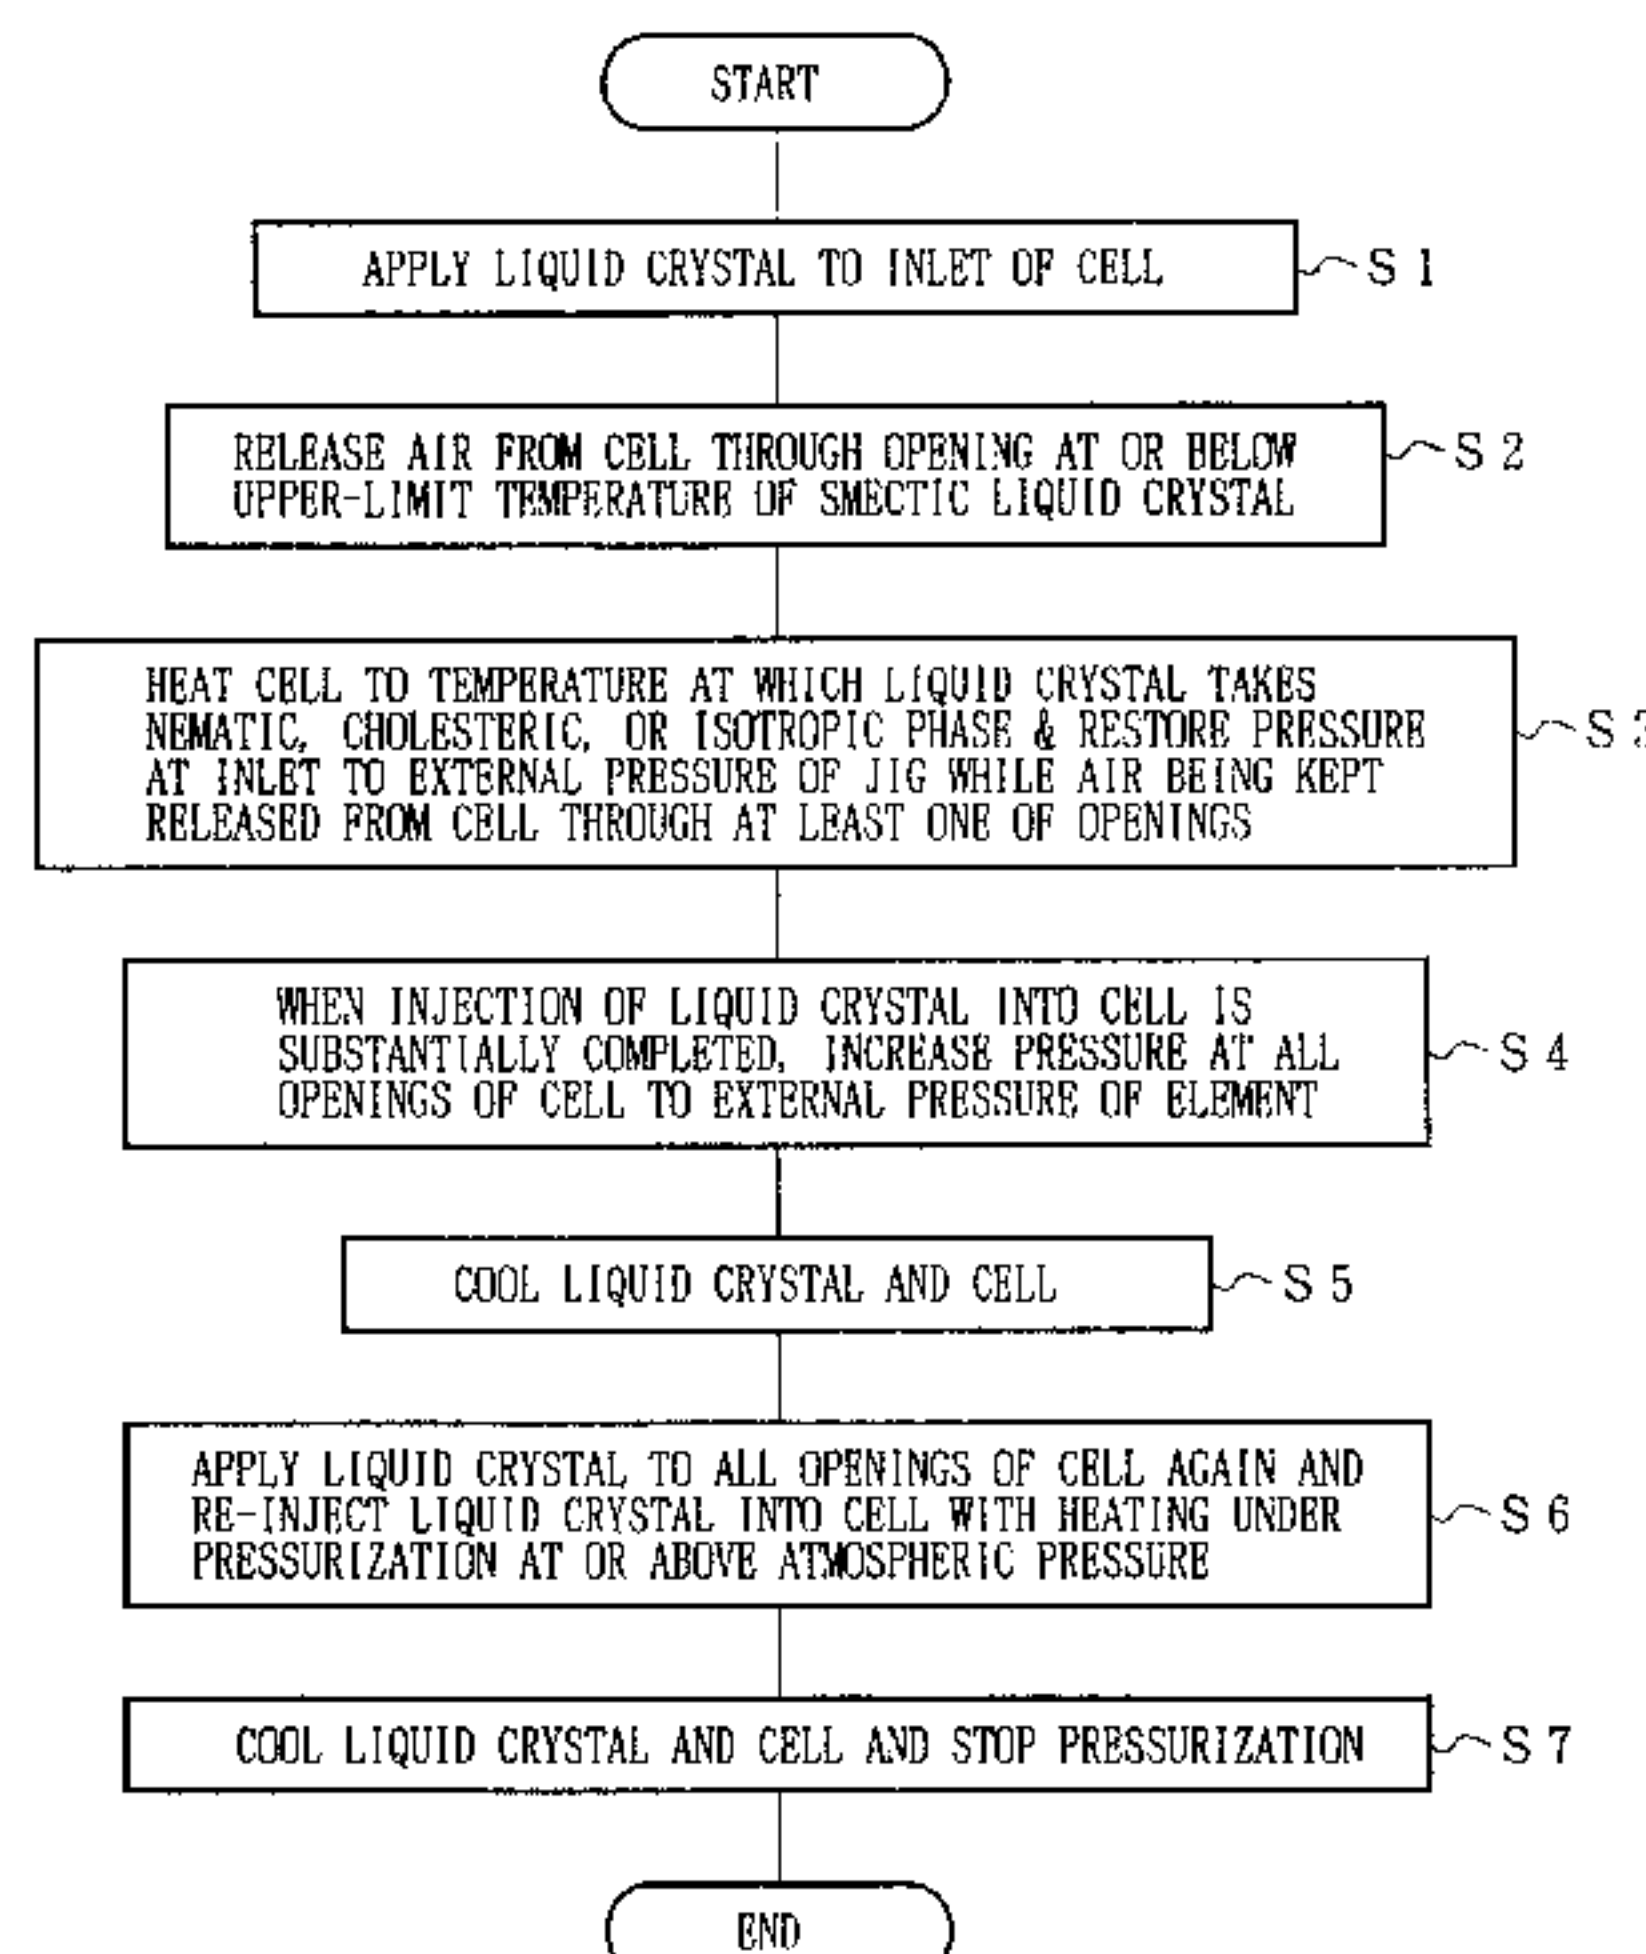 START
APPLY LIQUID CRYSTAL TO INLET OF CELL
S 1
RELEASE AIR FROM CELL THROUGH OPENING AT OR BELOW
UPPER-LIMIT TEMPERATURE OF SMECTIC LIQUID CRYSTAL
S 2
HEAT CELL TO TEMPERATURE AT WHICH LIQUID CRYSTAL TAKES
NEMATIC, CHOLESTERIC, OR ISOTROPIC PHASE & RESTORE PRESSURE
AT INLET TO EXTERNAL PRESSURE OF JIG WHILE AIR BEING KEPT
RELEASED FROM CELL THROUGH AT LEAST ONE OF OPENINGS
S
WHEN INJECTION OF LIQUID CRYSTAL INTO CELL IS
SUBSTANTIALLY COMPLETED, INCREASE PRESSURE AT ALL
OPENINGS OF CELL TO EXTERNAL PRESSURE OF ELEMENT
S 4
COOL LIQUID CRYSTAL AND CELL
S 5
APPLY LIQUID CRYSTAL TO ALL OPENINGS OF CELL AGAIN AND
RE-INJECT LIQUID CRYSTAL INTO CELL WITH HEATING UNDER
PRESSURIZATION AT OR ABOVE ATMOSPHERIC PRESSURE
S 6
COOL LIQUID CRYSTAL AND CELL AND STOP PRESSURIZATION
S 7
END